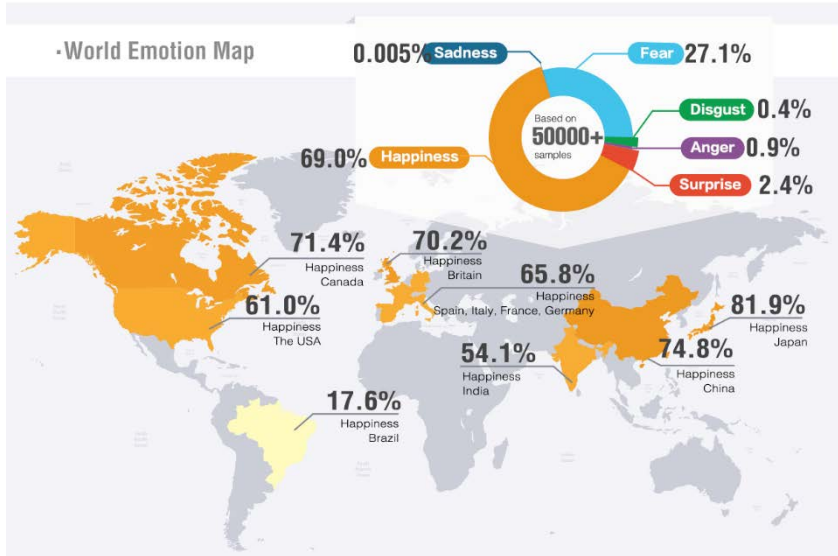 ·World Emotion Map
0.005% Sadness
Fear 27.1%
Disgust 0.4%
Based on
50000+
samples
Anger 0.9%
69.0% Happiness
Surprise 2.4%
71.4%
Happiness
Canada
70.2%
Happiness
Britain
65.8%
Happiness
Spain, Italy, France, Germany
61.0%
Happiness
The USA
81.9%
Happiness
Japan
54.1%
Happiness
India
74.8%
Happiness
China
17.6%
Happiness
Brazil